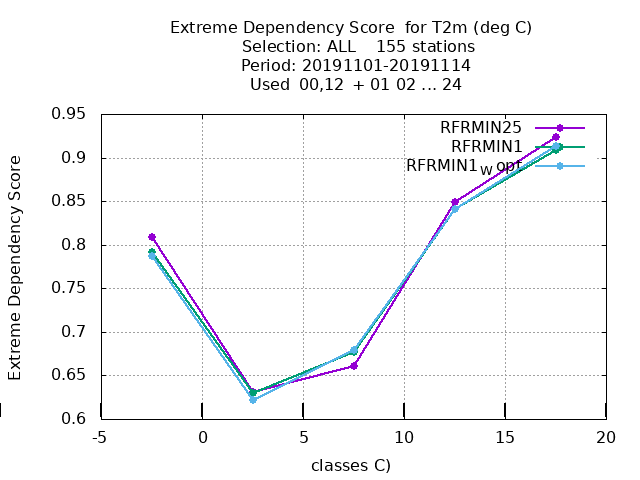 Extreme Dependency Score for T2m (deg C)
Selection: ALL 155 stations
Period: 20191101-20191114
Used 00,12 + 01 02 ... 24
Extreme Dependency Score
0.95
0.9
0.85
0.8
0.75
0.7
0.65
0.6
RFRMIN25
RFRMIN1
RFRMIN1W opf
-5
0
5
10
15
20
classes C)